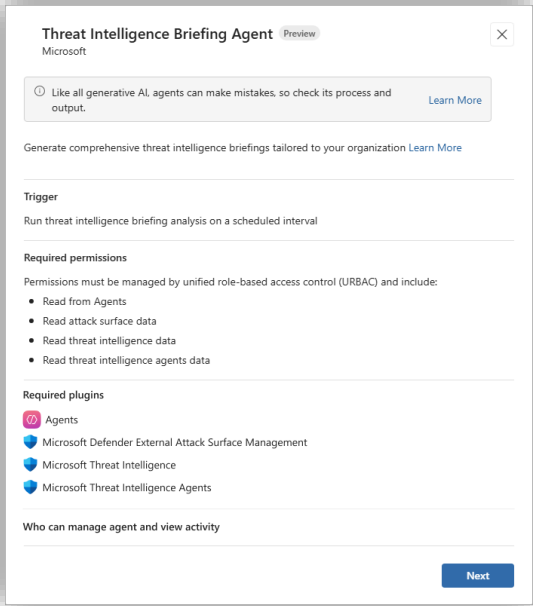 Threat Intelligence Briefing Agent Preview
Microsoft
Like all generative AI, agents can make mistakes, so check its process and
output.
Learn More
Generate comprehensive threat intelligence briefings tailored to your organization Learn More
Trigger
Run threat intelligence briefing analysis on a scheduled interval
Required permissions
Permissions must be managed by unified role-based access control (URBAC) and include:
Read from Agents
Read attack surface data
Read threat intelligence data
Read threat intelligence agents data
Required plugins
Agents
Microsoft Defender External Attack Surface Management
Microsoft Threat Intelligence
Microsoft Threat Intelligence Agents
Who can manage agent and view activity
Next